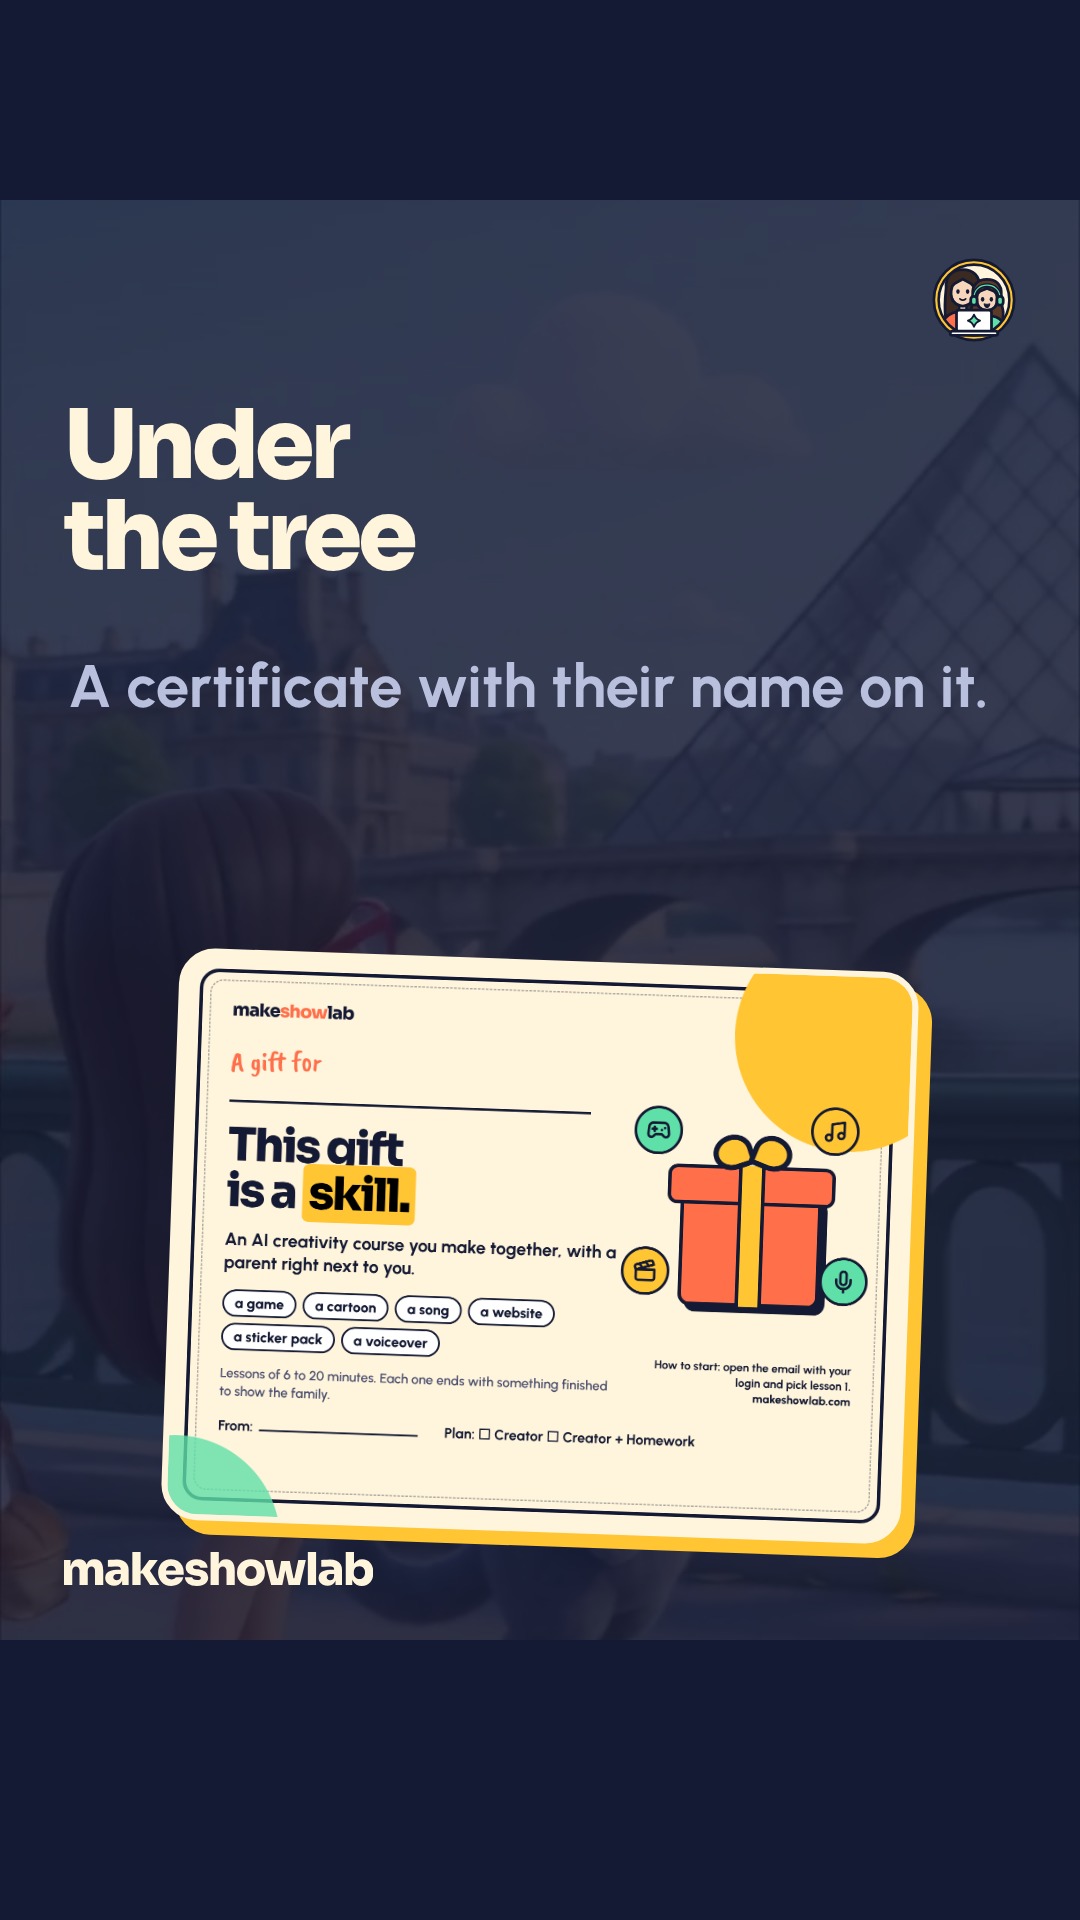 Under
the tree
A certificate with their name on it.
makeshowlab
A gift for
This gift
is a skill.
An AI creativity course you make together, with a
parent right next to you.
a game a cartoon a song a website
a sticker pack a voiceover
Lessons of 6 to 20 minutes. Each one ends with something finished
to show the family.
How to start: open the email with your
login and pick lesson 1.
makeshowlab.com
From: Plan: ☐ Creator ☐ Creator + Homework
makeshowlab